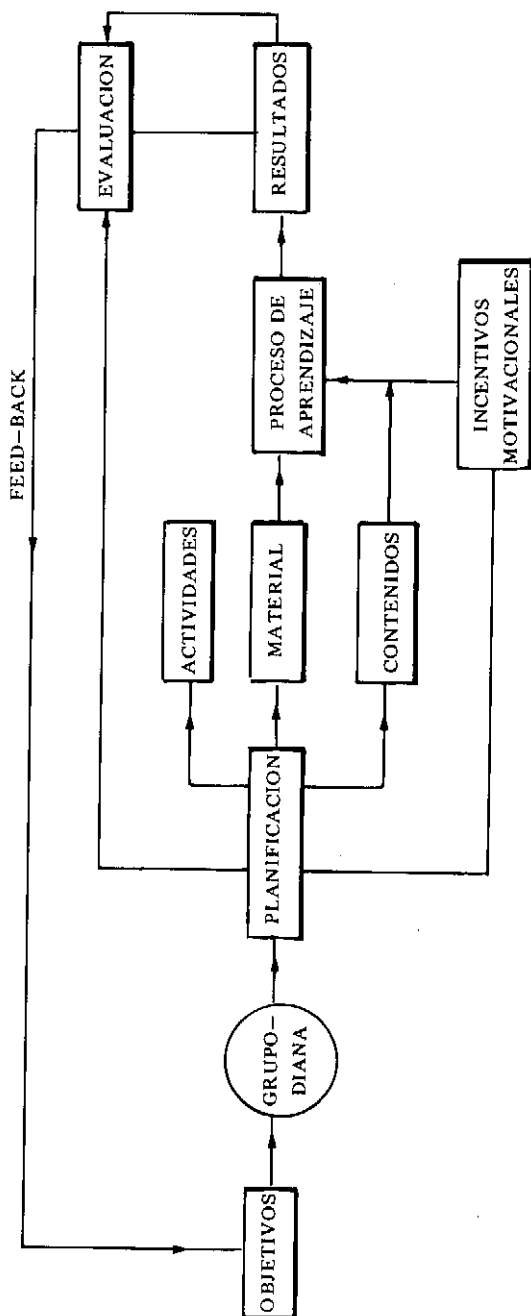 FEED-BACK
EVALUACION
ACTIVIDADES
OBJETIVOS
GRUPO-
DIANA
PLANIFICACION
MATERIAL
PROCESO DE
APRENDIZAJE
RESULTADOS
CONTENIDOS
INCENTIVOS
MOTIVACIONALES